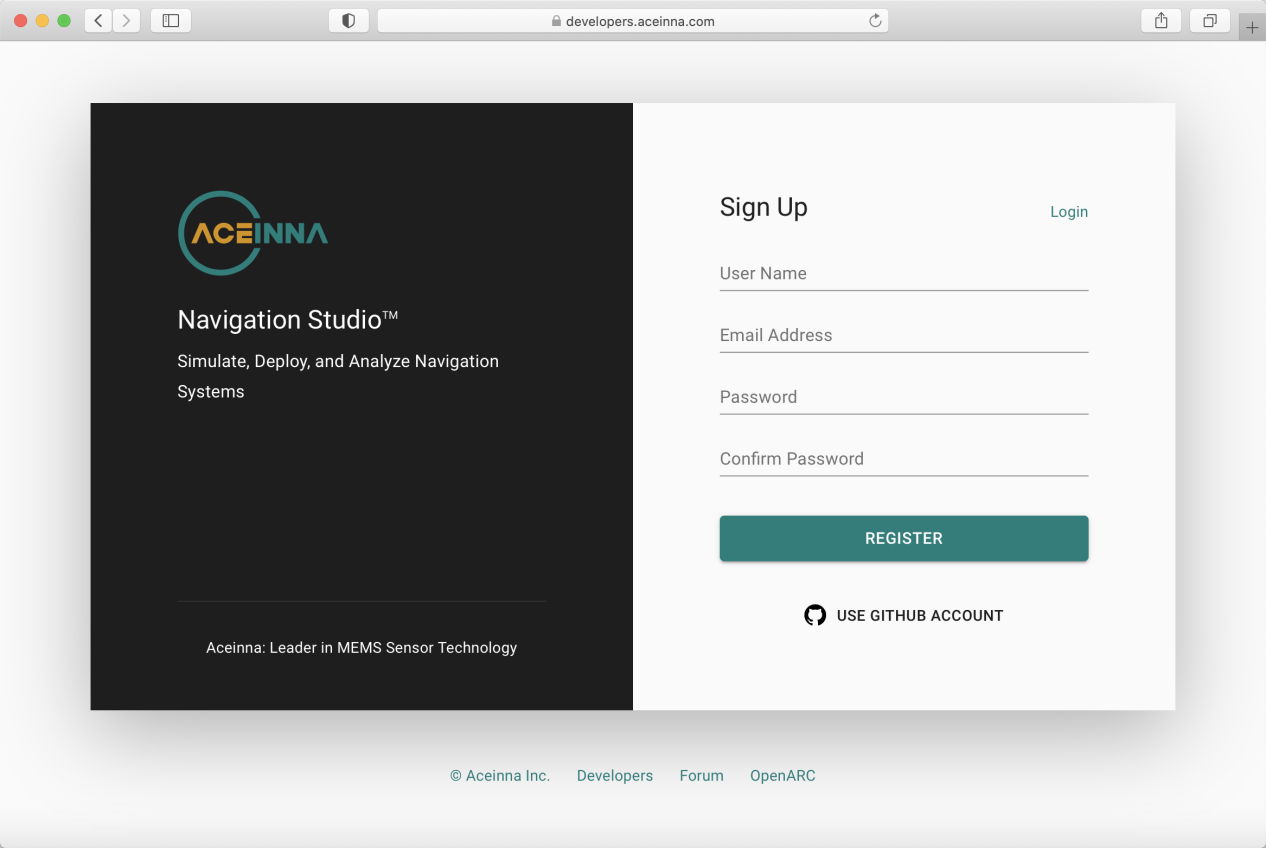 developers.aceinna.com
ACEINNA
Navigation Studio™
Simulate, Deploy, and Analyze Navigation
Systems
Aceinna: Leader in MEMS Sensor Technology
Sign Up
Login
User Name
Email Address
Password
Confirm Password
REGISTER
USE GITHUB ACCOUNT
© Aceinna Inc. Developers Forum OpenARC